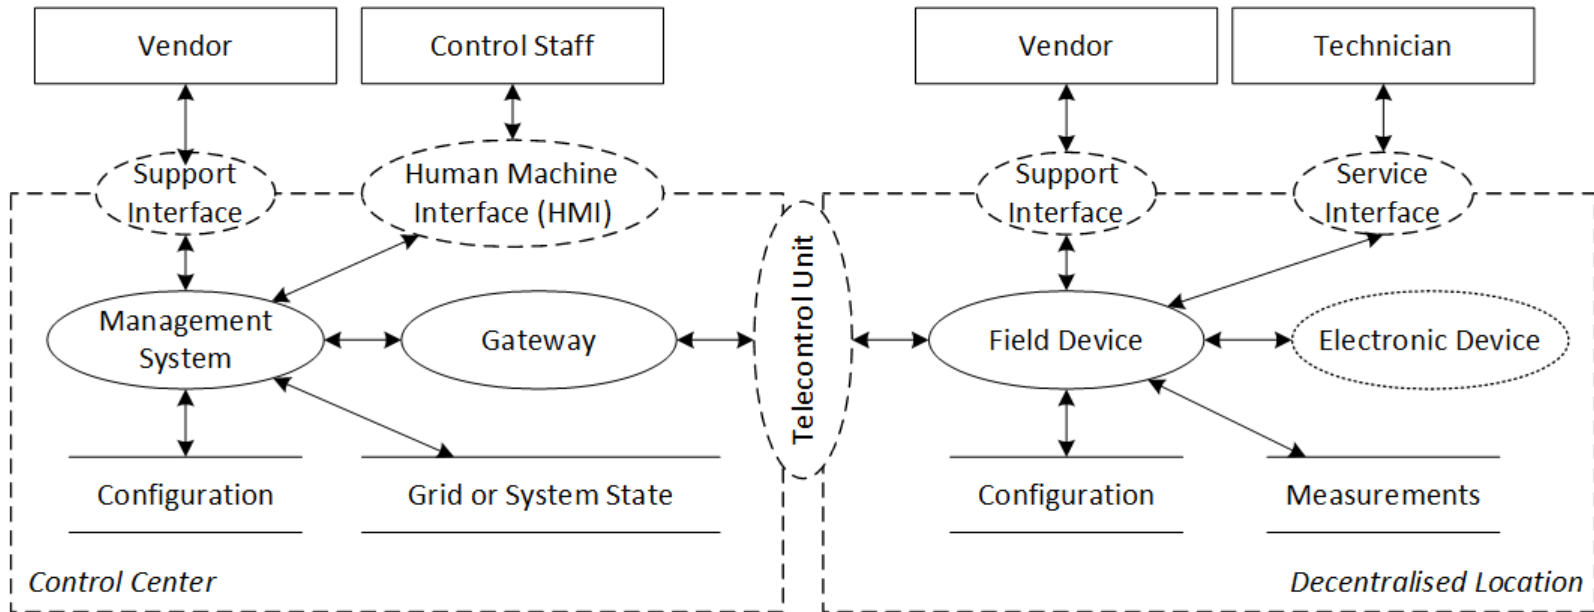 Vendor
Control Staff
Vendor
Technician
Support
Interface
Human Machine
Interface (HMI)
Support
Interface
Service
Interface
Management
System
Gateway
Telecontrol Unit
Field Device
Electronic Device
Configuration
Grid or System State
Configuration
Measurements
Control Center
Decentralised Location